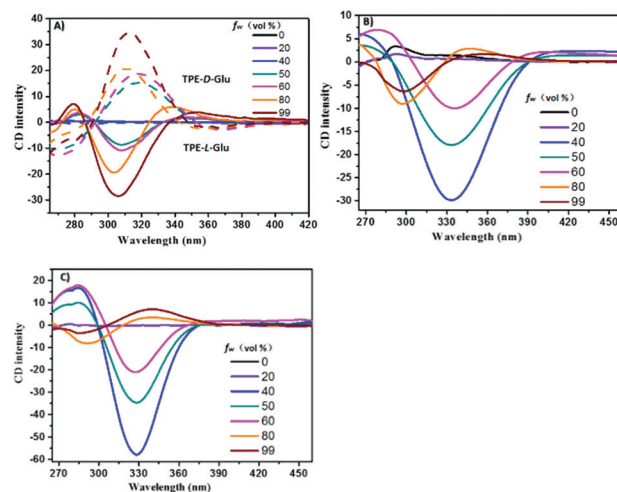 A)
fw (vol %)
0
20
40
50
60
80
99
TPE-D-Glu
TPE-L-Glu
CD intensity
40
30
20
10
0
-10
-20
-30
280 300 320 340 360 380 400 420
Wavelength (nm)
B)
fw (vol %)
0
20
40
50
60
80
99
CD intensity
10
5
0
-5
-10
-15
-20
-25
-30
270 300 330 360 390 420 450
Wavelength (nm)
C)
fw (vol %)
0
20
40
50
60
80
99
CD intensity
20
10
0
-10
-20
-30
-40
-50
-60
270 300 330 360 390 420 450
Wavelength (nm)